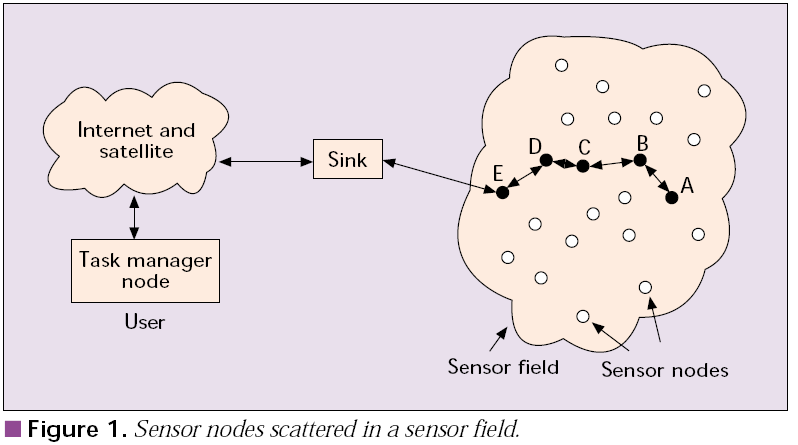 Internet and
satellite
Sink
Task manager
node
User
D
C
B
E
A
Sensor field
Sensor nodes
Figure 1. Sensor nodes scattered in a sensor field.